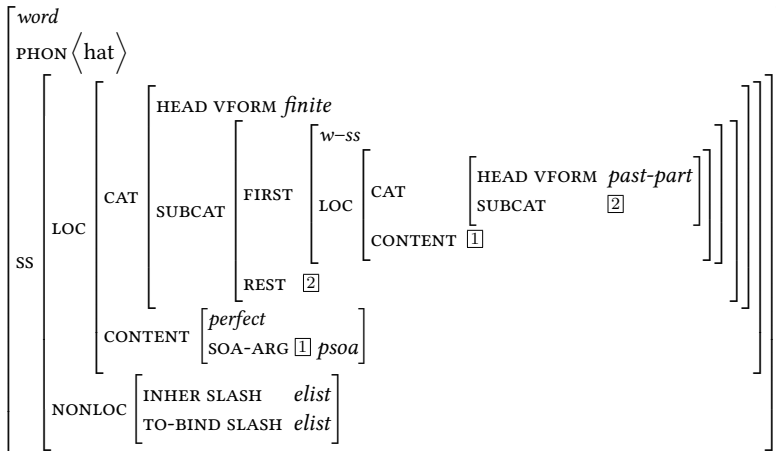 word
PHON ⟨hat⟩
HEAD VFORM finite
w–ss
HEAD VFORM past-part
CAT
SUBCAT 2
FIRST
LOC
CAT
SUBCAT
CONTENT 1
LOC
REST 2
SS
perfect
CONTENT
SOA-ARG 1 psoa
INHER SLASH elist
NONLOC
TO-BIND SLASH elist